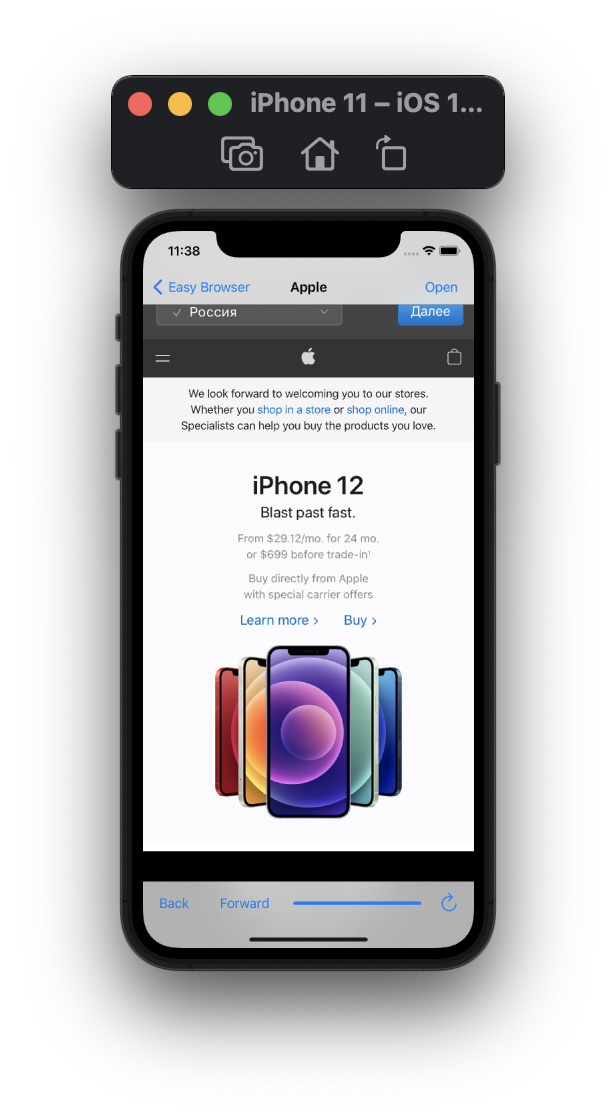 iPhone 11 – iOS 1...
11:38
Easy Browser
Apple
Open
Россия
Далее
We look forward to welcoming you to our stores.
Whether you shop in a store or shop online, our
Specialists can help you buy the products you love.
iPhone 12
Blast past fast.
From $29.12/mo. for 24 mo.
or $699 before trade-in¹
Buy directly from Apple
with special carrier offers
Learn more >
Buy >
Back
Forward